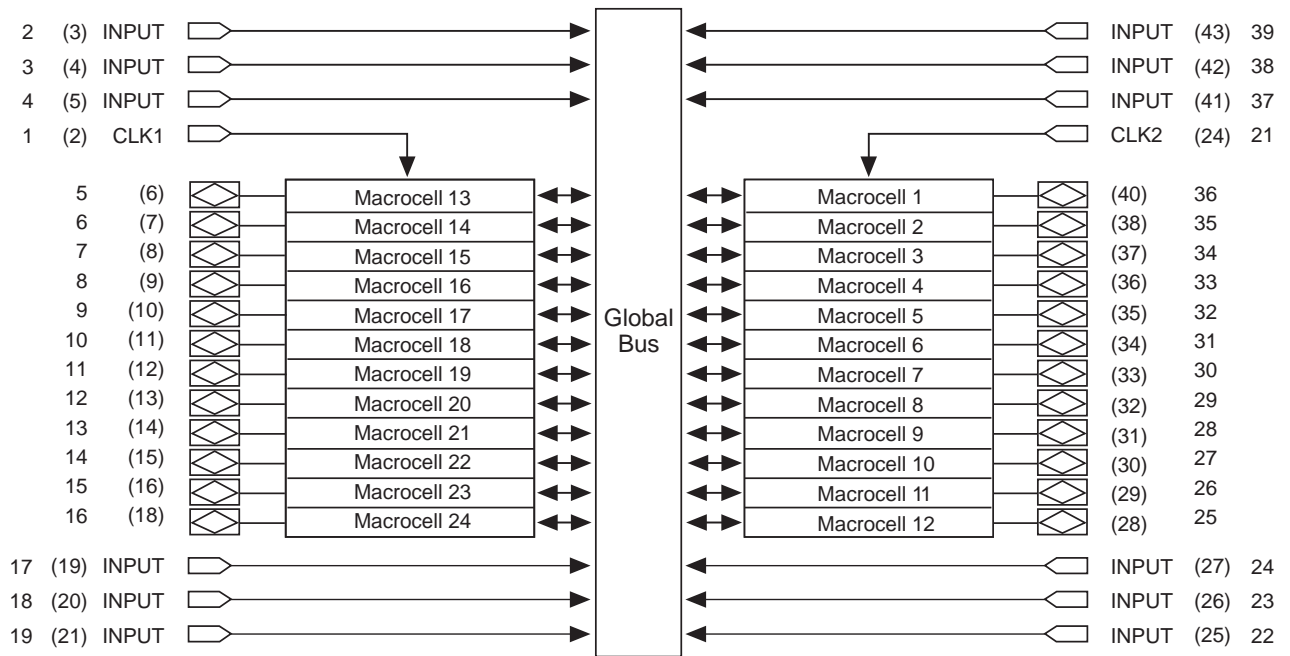 2 (3) INPUT INPUT (43) 39
3 (4) INPUT INPUT (42) 38
4 (5) INPUT INPUT (41) 37
1 (2) CLK1 CLK2 (24) 21
5 (6) Macrocell 13 Macrocell 1 (40) 36
6 (7) Macrocell 14 Macrocell 2 (38) 35
7 (8) Macrocell 15 Macrocell 3 (37) 34
8 (9) Macrocell 16 Macrocell 4 (36) 33
9 (10) Macrocell 17 Global Macrocell 5 (35) 32
10 (11) Macrocell 18 Bus Macrocell 6 (34) 31
11 (12) Macrocell 19 Macrocell 7 (33) 30
12 (13) Macrocell 20 Macrocell 8 (32) 29
13 (14) Macrocell 21 Macrocell 9 (31) 28
14 (15) Macrocell 22 Macrocell 10 (30) 27
15 (16) Macrocell 23 Macrocell 11 (29) 26
16 (18) Macrocell 24 Macrocell 12 (28) 25
17 (19) INPUT INPUT (27) 24
18 (20) INPUT INPUT (26) 23
19 (21) INPUT INPUT (25) 22